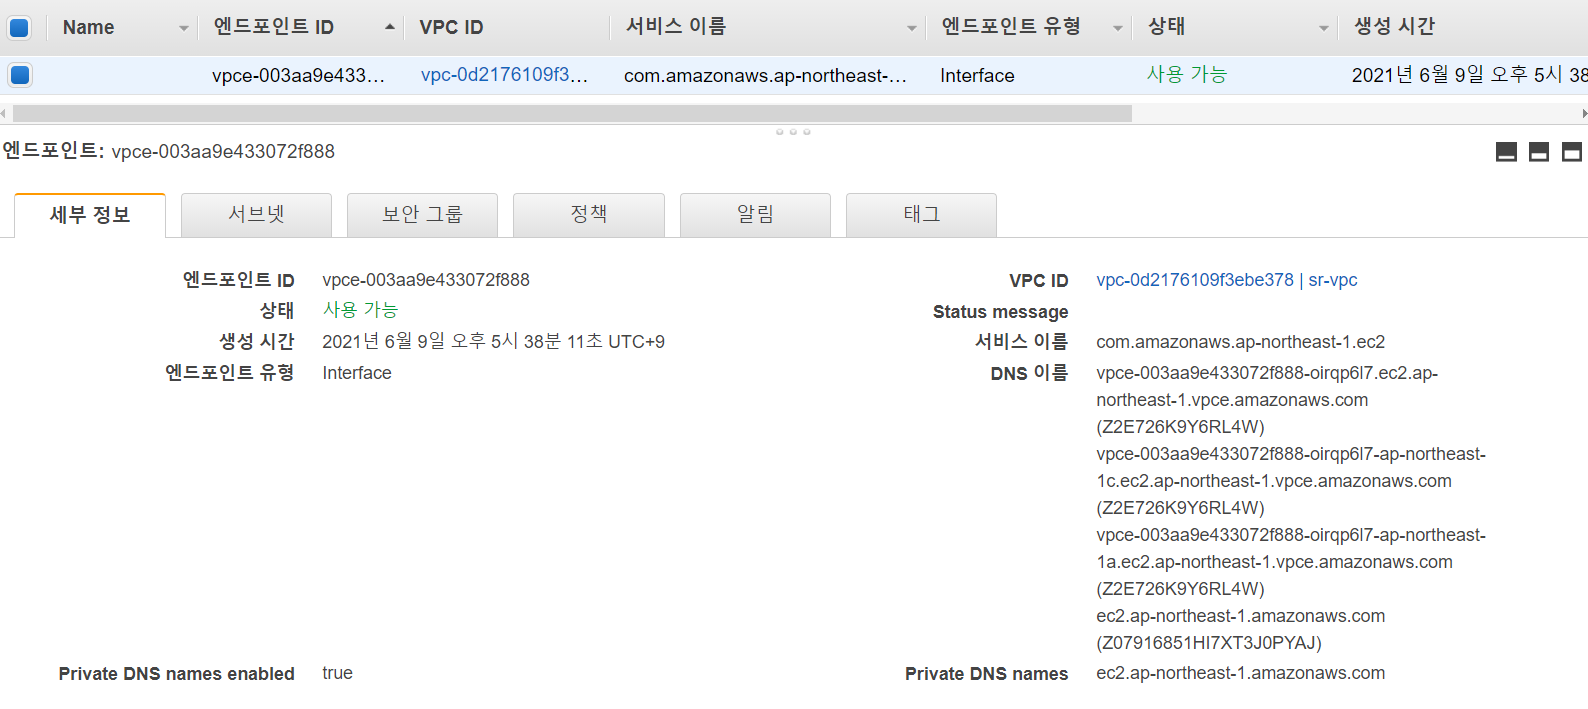 Name 엔드포인트 ID VPC ID 서비스 이름 엔드포인트 유형 상태 생성 시간
vpce-003aa9e433... vpc-0d2176109f3... com.amazonaws.ap-northeast-... Interface 사용 가능 2021년 6월 9일 오후 5시 38
엔드포인트: vpce-003aa9e433072f888
세부 정보 서브넷 보안 그룹 정책 알림 태그
엔드포인트 ID vpce-003aa9e433072f888
상태 사용 가능
생성 시간 2021년 6월 9일 오후 5시 38분 11초 UTC+9
엔드포인트 유형 Interface
VPC ID vpc-0d2176109f3ebe378 | sr-vpc
Status message
서비스 이름 com.amazonaws.ap-northeast-1.ec2
DNS 이름 vpce-003aa9e433072f888-oirqp6l7.ec2.ap-
northeast-1.vpce.amazonaws.com
(Z2E726K9Y6RL4W)
vpce-003aa9e433072f888-oirqp6l7-ap-northeast-
1c.ec2.ap-northeast-1.vpce.amazonaws.com
(Z2E726K9Y6RL4W)
vpce-003aa9e433072f888-oirqp6l7-ap-northeast-
1a.ec2.ap-northeast-1.vpce.amazonaws.com
(Z2E726K9Y6RL4W)
ec2.ap-northeast-1.amazonaws.com
(Z07916851HI7XT3J0PYAJ)
Private DNS names enabled true
Private DNS names ec2.ap-northeast-1.amazonaws.com